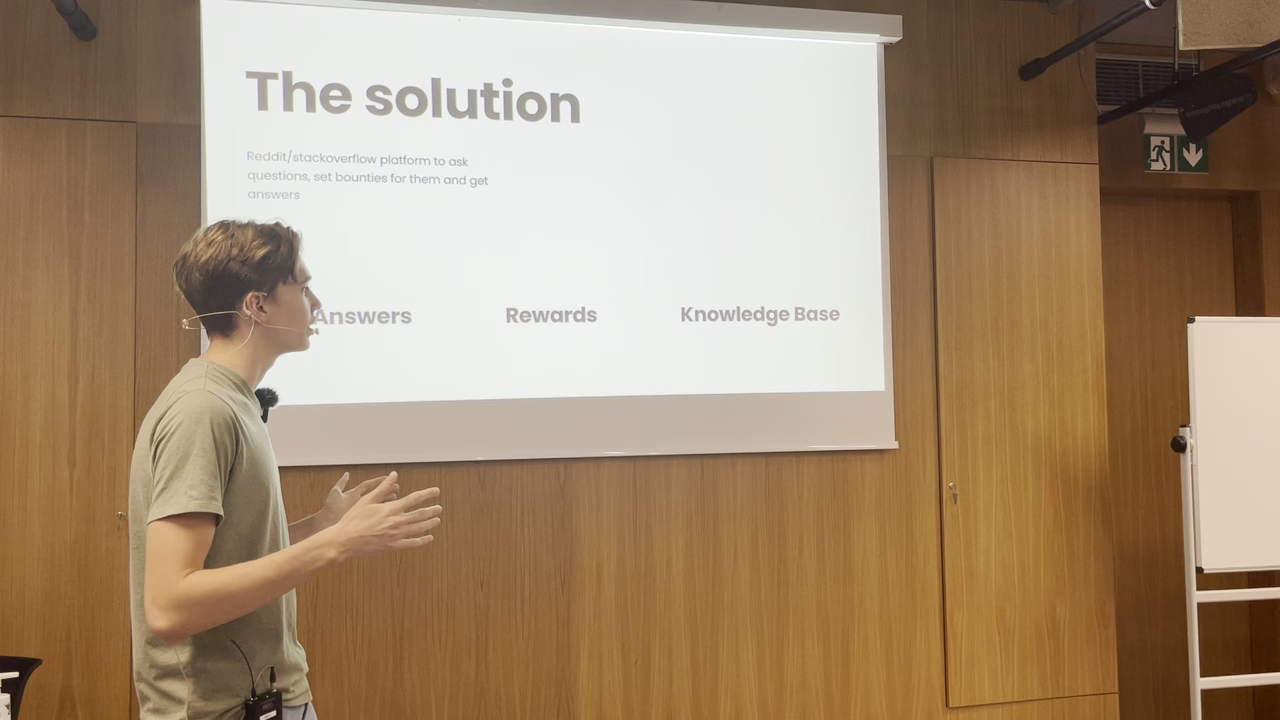 The solution
Reddit/stackoverflow platform to ask
questions, set bounties for them and get
answers
Answers
Rewards
Knowledge Base